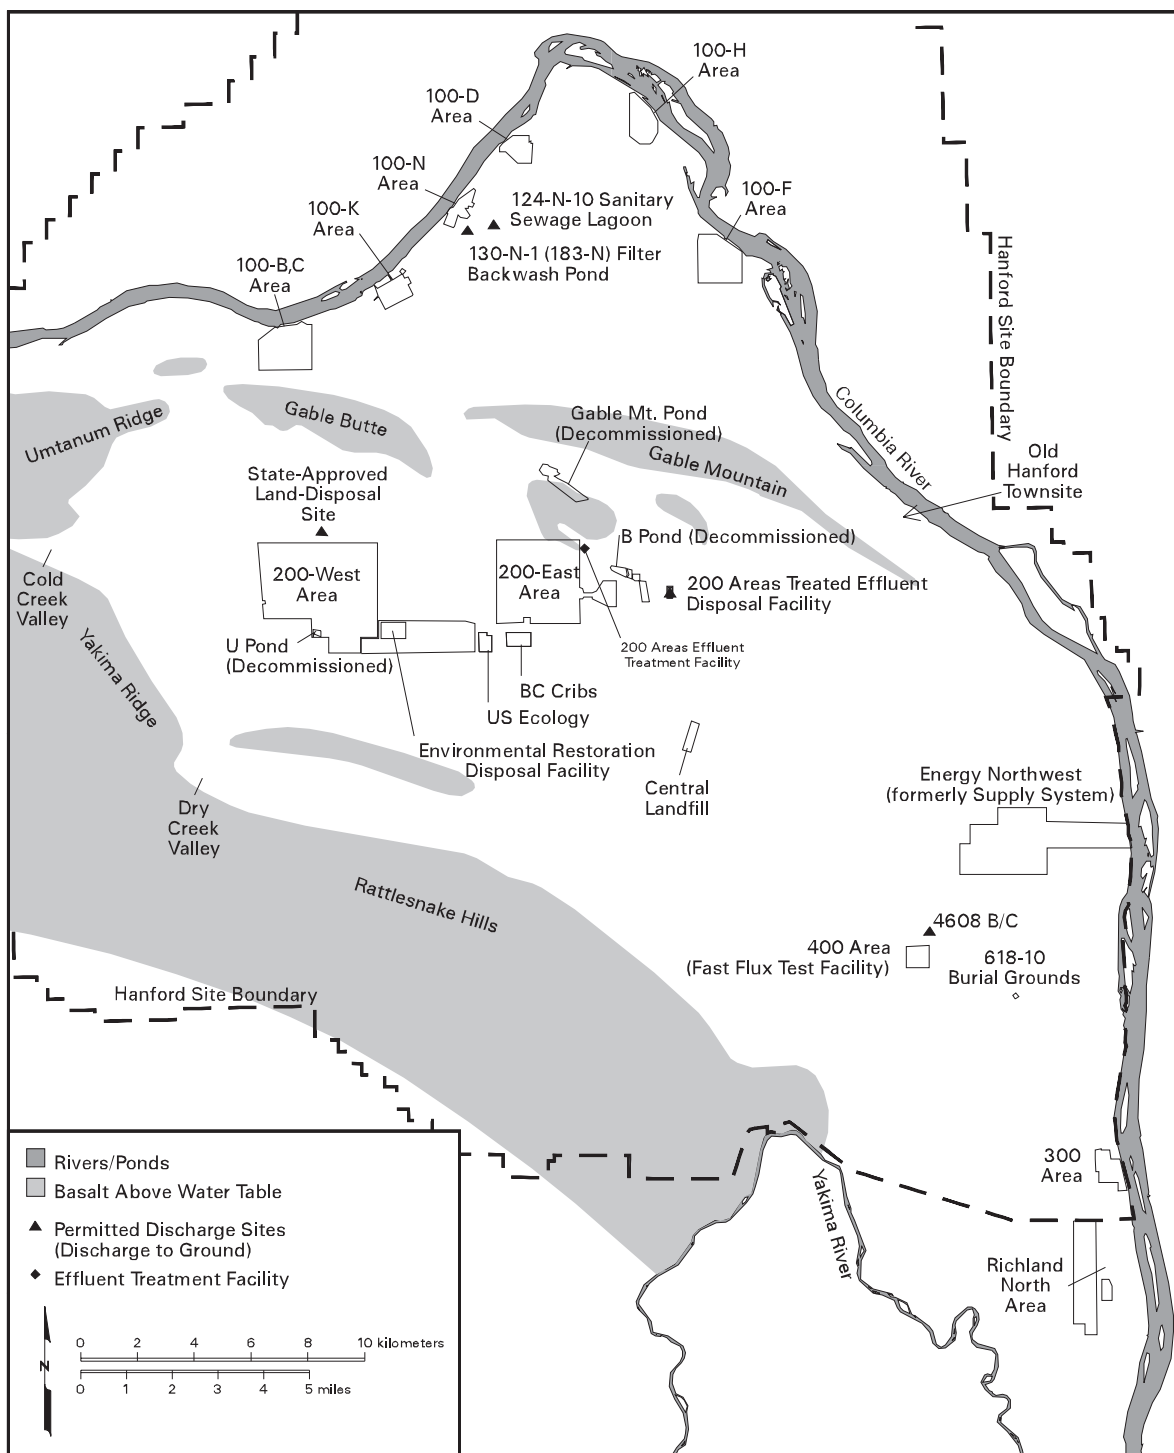 100-H
Area
100-D
Area
100-N
Area
124-N-10 Sanitary
Sewage Lagoon
100-F
Area
100-K
Area
130-N-1 (183-N) Filter
Backwash Pond
100-B,C
Area
Hanford Site Boundary
Columbia River
Umtanum Ridge
Gable Butte
Gable Mt. Pond
(Decommissioned)
Gable Mountain
Old
Hanford
Townsite
State-Approved
Land-Disposal
Site
B Pond (Decommissioned)
Cold
Creek
Valley
200-West
Area
200-East
Area
200 Areas Treated Effluent
Disposal Facility
Yakima Ridge
U Pond
(Decommissioned)
200 Areas Effluent
Treatment Facility
BC Cribs
US Ecology
Environmental Restoration
Disposal Facility
Central
Landfill
Energy Northwest
(formerly Supply System)
Dry
Creek
Valley
Rattlesnake Hills
4608 B/C
400 Area
(Fast Flux Test Facility)
618-10
Burial Grounds
Hanford Site Boundary
300
Area
Yakima River
Richland
North
Area
Rivers/Ponds
Basalt Above Water Table
Permitted Discharge Sites
(Discharge to Ground)
Effluent Treatment Facility
N
0 2 4 6 8 10 kilometers
0 1 2 3 4 5 miles